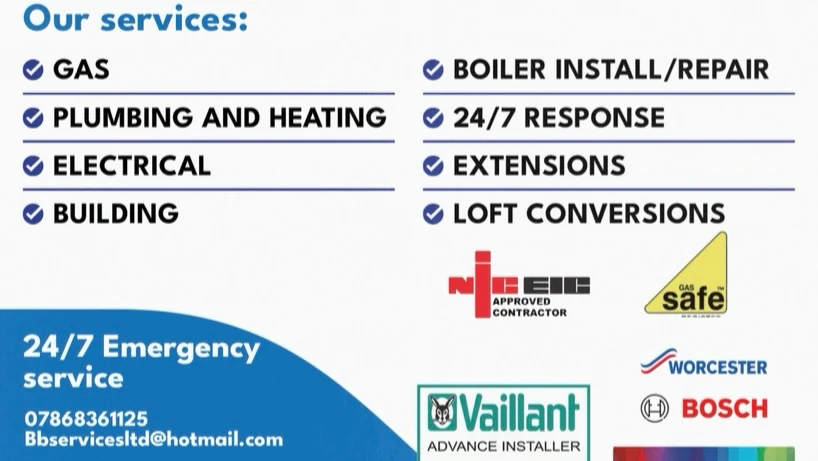 Our services:
GAS
PLUMBING AND HEATING
ELECTRICAL
BUILDING
BOILER INSTALL/REPAIR
24/7 RESPONSE
EXTENSIONS
LOFT CONVERSIONS
NICEIC
APPROVED
CONTRACTOR
GAS
safe™
WORCESTER
BOSCH
Vaillant
ADVANCE INSTALLER
24/7 Emergency
service
07868361125
Bbservicesltd@hotmail.com